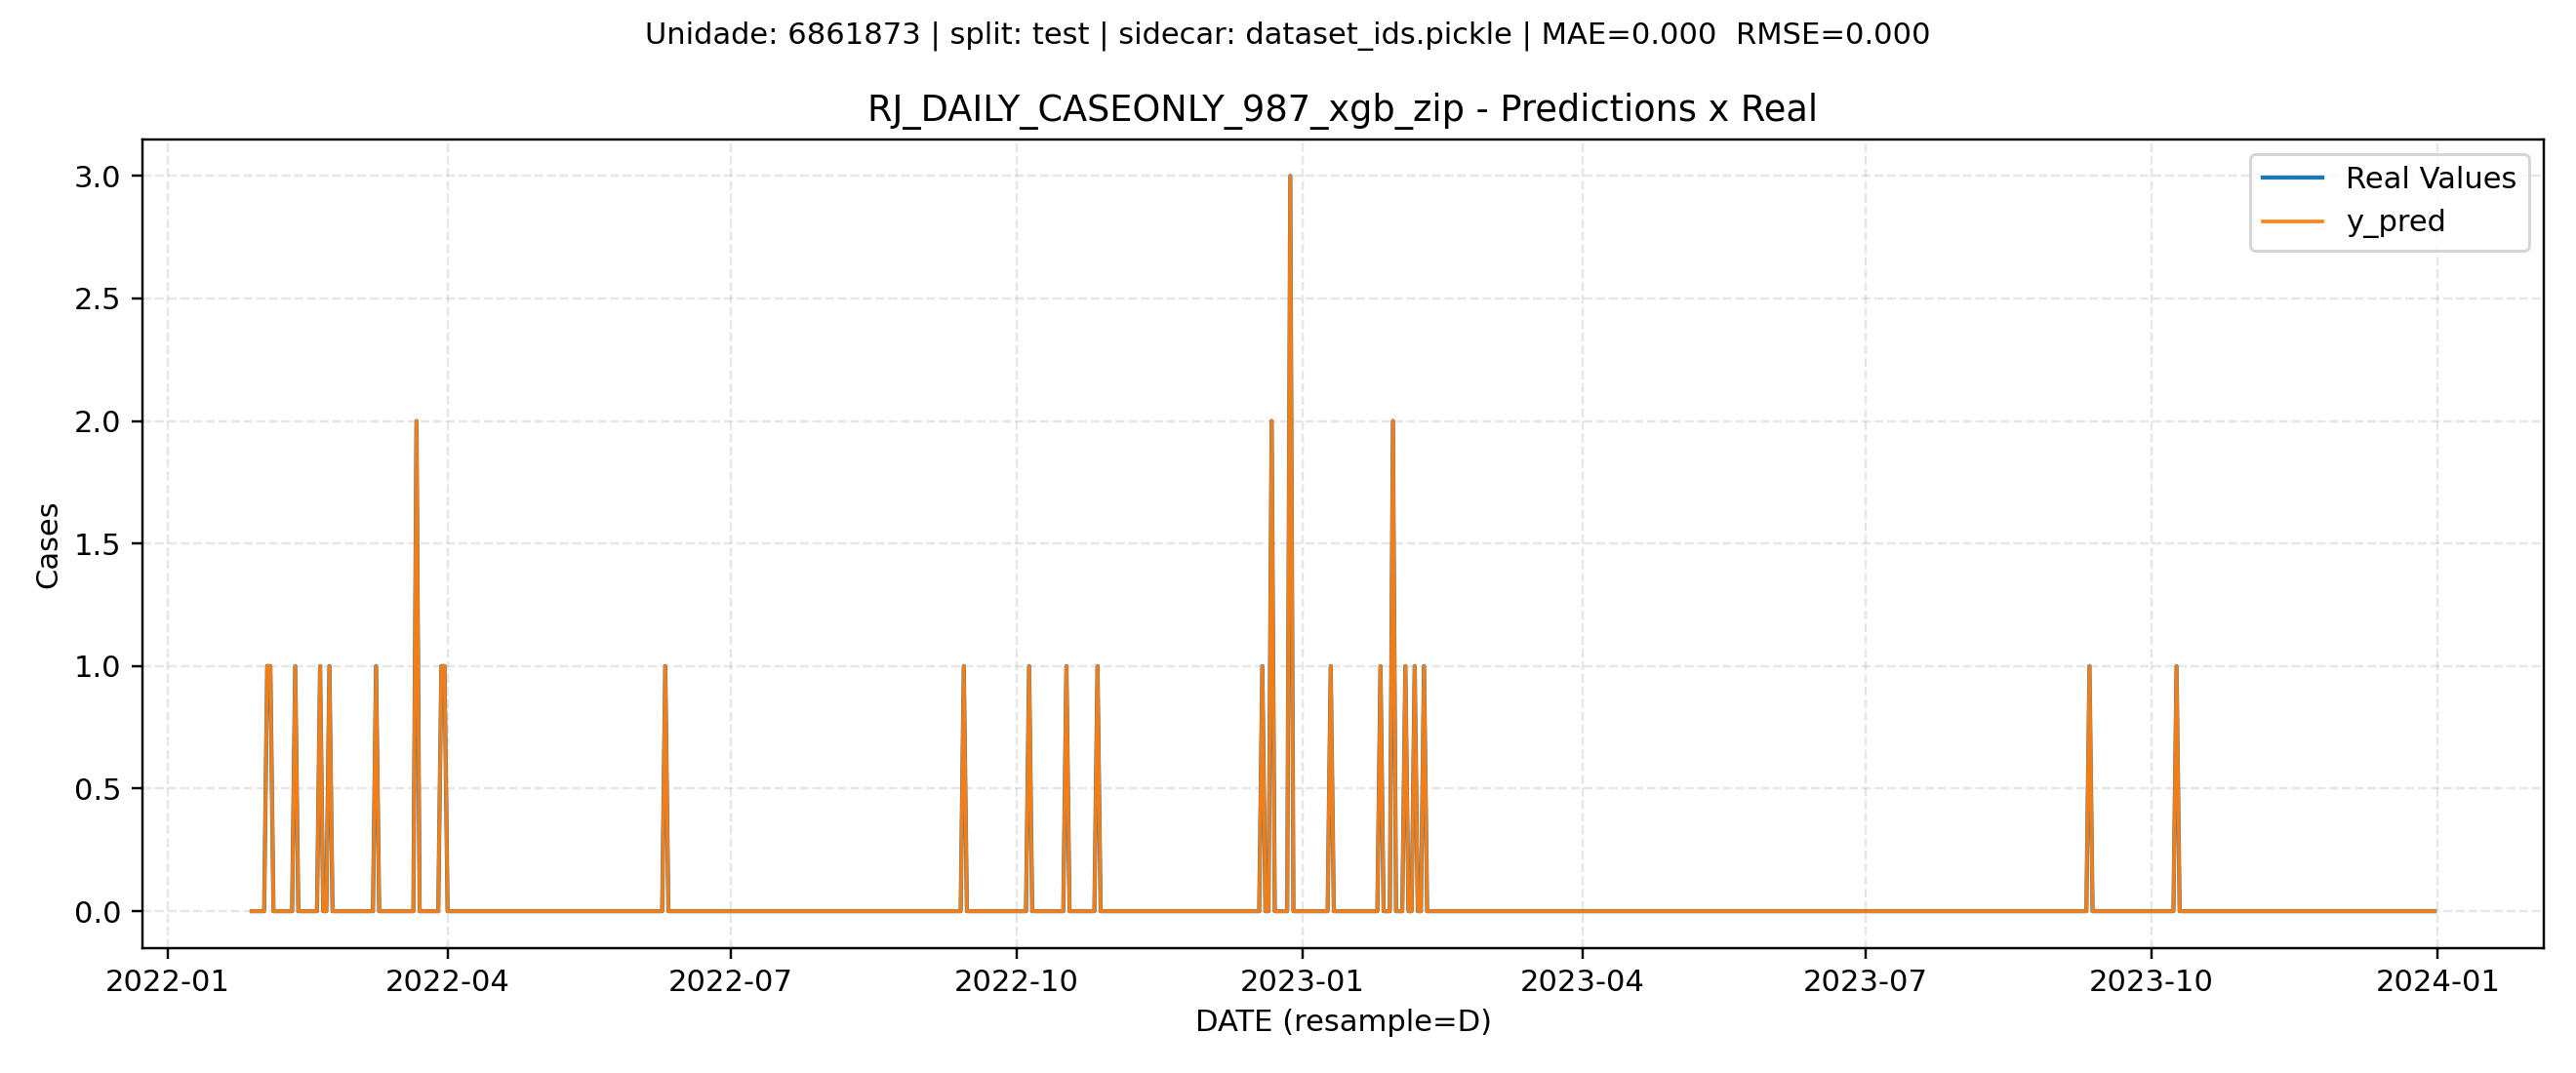 Unidade: 6861873 | split: test | sidecar: dataset_ids.pickle | MAE=0.000  RMSE=0.000
RJ_DAILY_CASEONLY_987_xgb_zip - Predictions x Real
Real Values
y_pred
3.0
2.5
2.0
1.5
1.0
0.5
0.0
Cases
2022-01 2022-04 2022-07 2022-10 2023-01 2023-04 2023-07 2023-10 2024-01
DATE (resample=D)